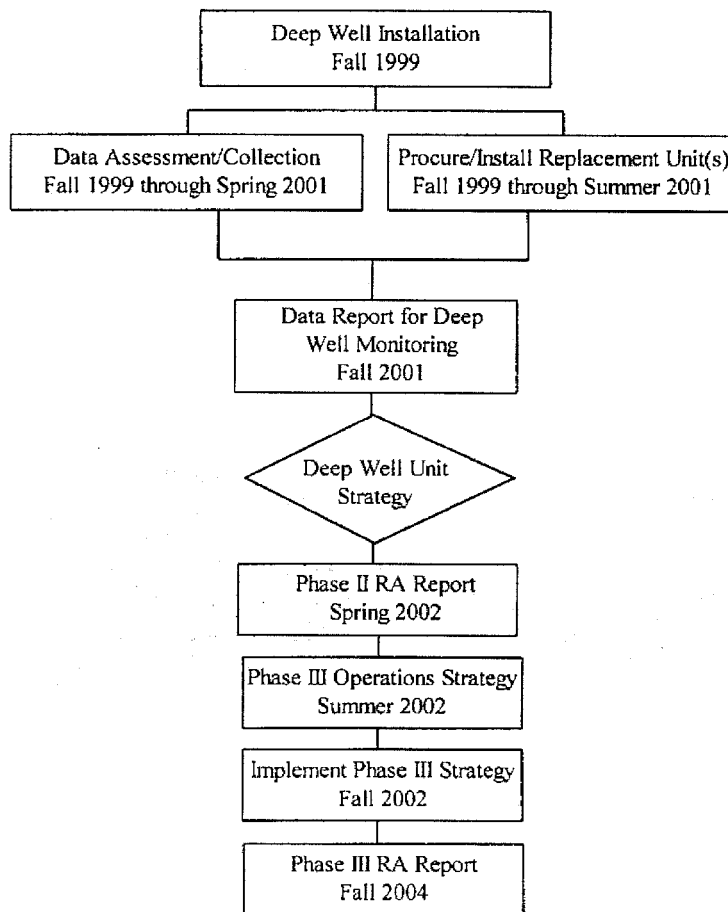 Deep Well Installation
Fall 1999
Data Assessment/Collection
Fall 1999 through Spring 2001
Procure/Install Replacement Unit(s)
Fall 1999 through Summer 2001
Data Report for Deep
Well Monitoring
Fall 2001
Deep Well Unit
Strategy
Phase II RA Report
Spring 2002
Phase III Operations Strategy
Summer 2002
Implement Phase III Strategy
Fall 2002
Phase III RA Report
Fall 2004